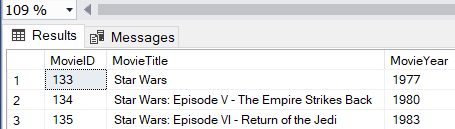 109 %
Results Messages
MovieID MovieTitle MovieYear
1 133 Star Wars 1977
2 134 Star Wars: Episode V - The Empire Strikes Back 1980
3 135 Star Wars: Episode VI - Return of the Jedi 1983